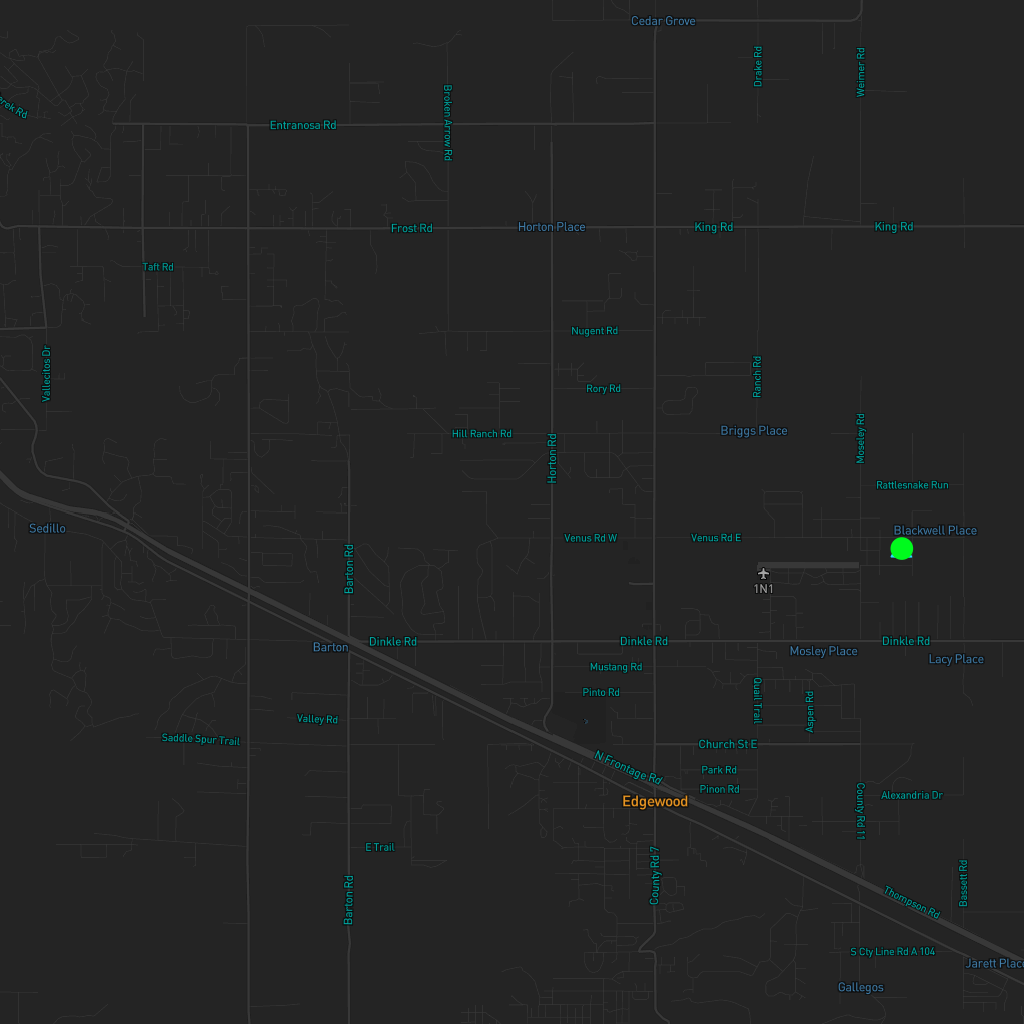 Cedar Grove
Drake Rd
Weimer Rd
erek Rd
Broken Arrow Rd
Entranosa Rd
Frost Rd
Horton Place
King Rd
King Rd
Taft Rd
Nugent Rd
Vallecitos Dr
Ranch Rd
Rory Rd
Hill Ranch Rd
Horton Rd
Briggs Place
Moseley Rd
Rattlesnake Run
Sedillo
Blackwell Place
Venus Rd W
Venus Rd E
Barton Rd
1N1
Barton
Dinkle Rd
Dinkle Rd
Dinkle Rd
Mosley Place
Lacy Place
Mustang Rd
Pinto Rd
Quail Trail
Aspen Rd
Valley Rd
Saddle Spur Trail
Church St E
N Frontage Rd
Park Rd
Pinon Rd
Alexandria Dr
Edgewood
County Rd 11
E Trail
County Rd 7
Barton Rd
Bassett Rd
Thompson Rd
S Cty Line Rd A 104
Jarett Place
Gallegos